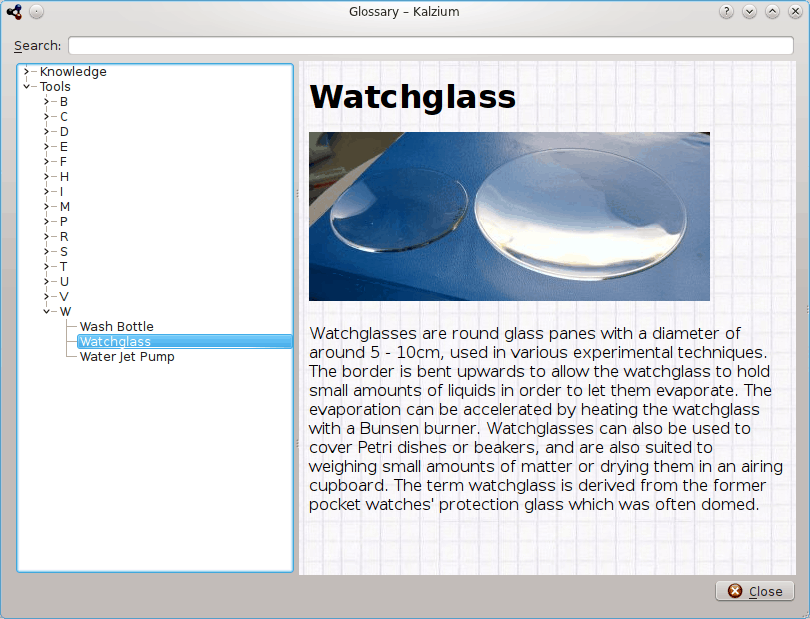 Glossary – Kalzium
Search:
Knowledge
Tools
B
C
D
E
F
H
I
M
P
R
S
T
U
V
W
Wash Bottle
Watchglass
Water Jet Pump
Watchglass
Watchglasses are round glass panes with a diameter of
around 5 - 10cm, used in various experimental techniques.
The border is bent upwards to allow the watchglass to hold
small amounts of liquids in order to let them evaporate. The
evaporation can be accelerated by heating the watchglass
with a Bunsen burner. Watchglasses can also be used to
cover Petri dishes or beakers, and are also suited to
weighing small amounts of matter or drying them in an airing
cupboard. The term watchglass is derived from the former
pocket watches' protection glass which was often domed.
Close